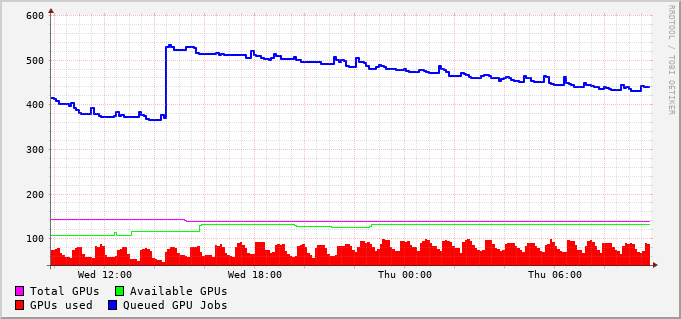 600
500
400
300
200
100
Wed 12:00 Wed 18:00 Thu 00:00 Thu 06:00
Total GPUs Available GPUs
GPUs used Queued GPU Jobs
RRDTOOL / TOBI OETIKER